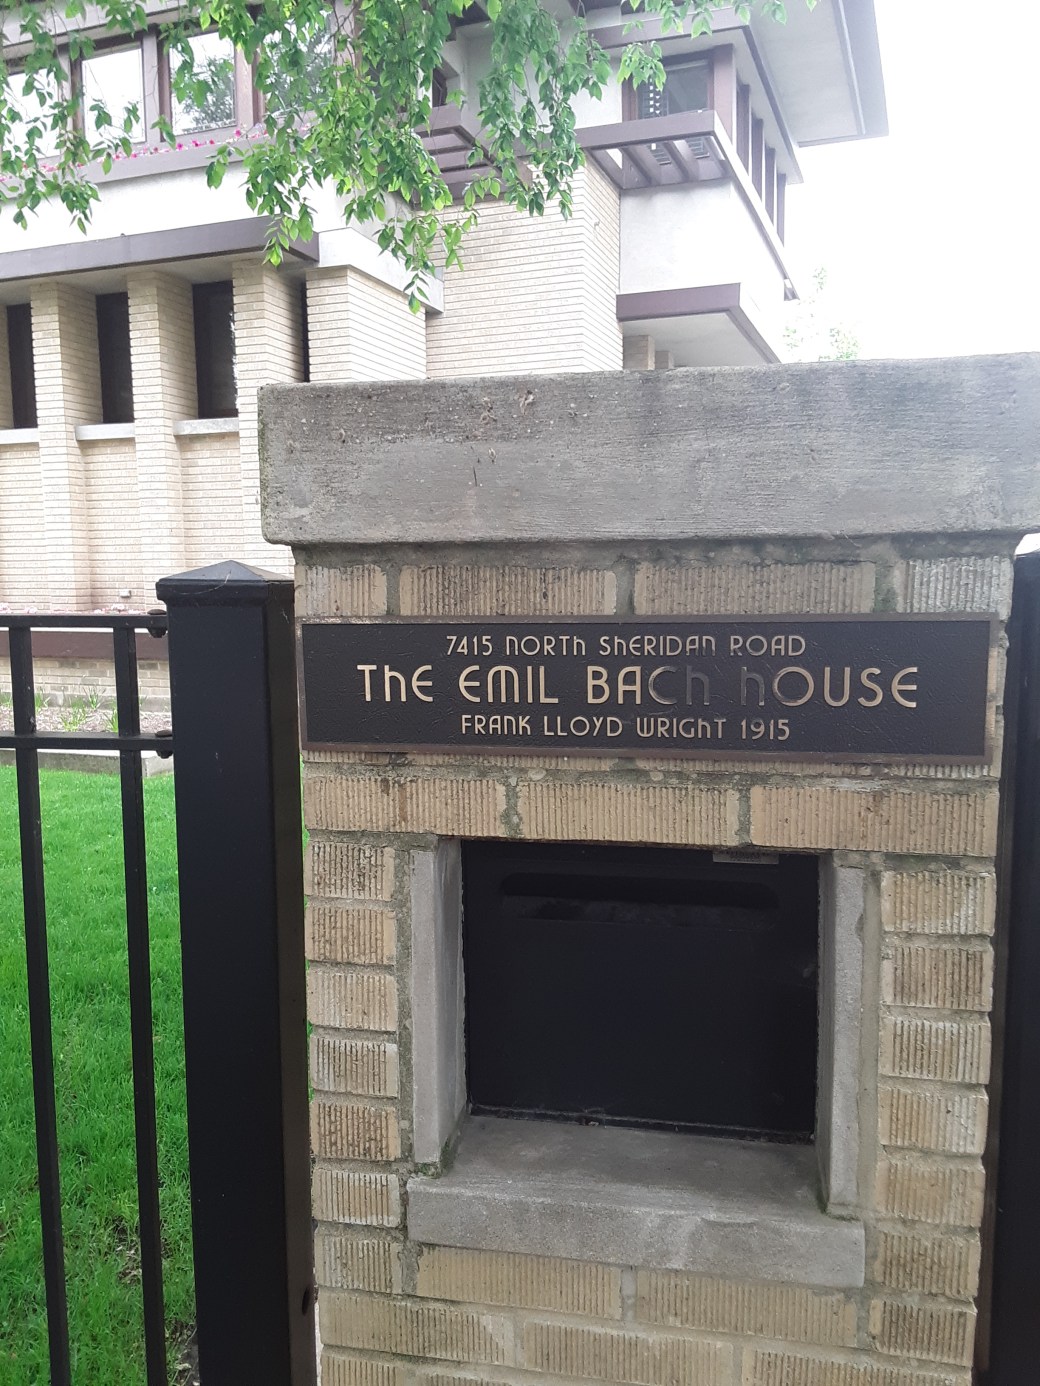 7415 NORTH SHERIDAN ROAD
THE EMIL BACH HOUSE
FRANK LLOYD WRIGHT 1915